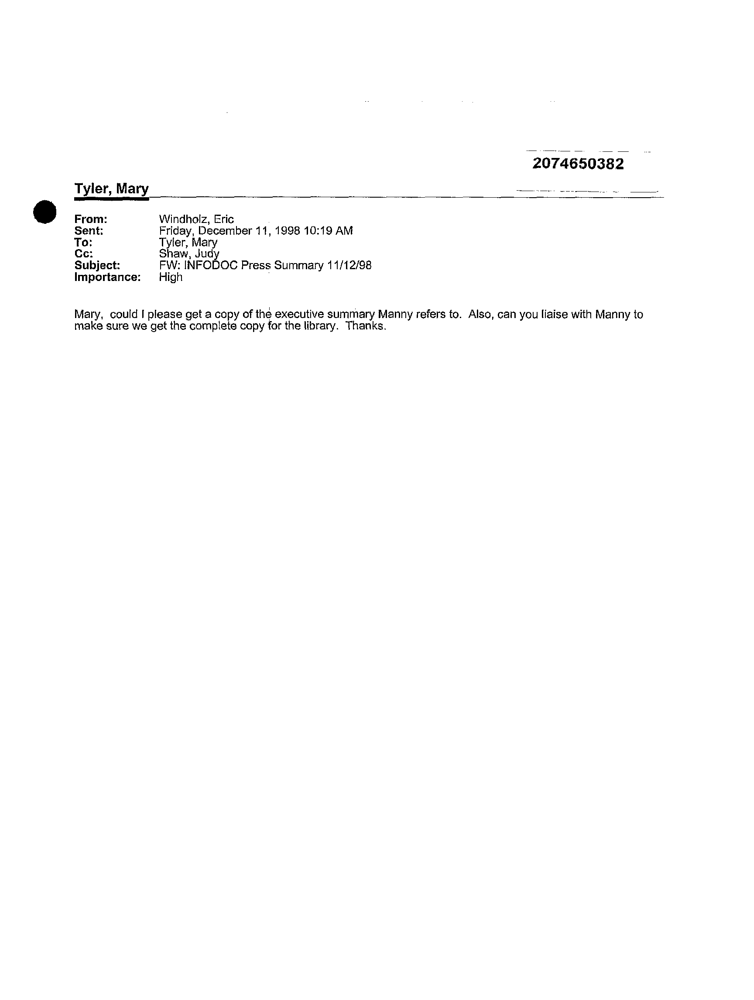 2074650382
Tyler, Mary
From: Windholz, Eric
Sent: Friday, December 11, 1998 10:19 AM
To: Tyler, Mary
Cc: Shaw, Judy
Subject: FW: INFODOC Press Summary 11/12/98
Importance: High
Mary, could I please get a copy of the executive summary Manny refers to. Also, can you liaise with Manny to
make sure we get the complete copy for the library. Thanks.